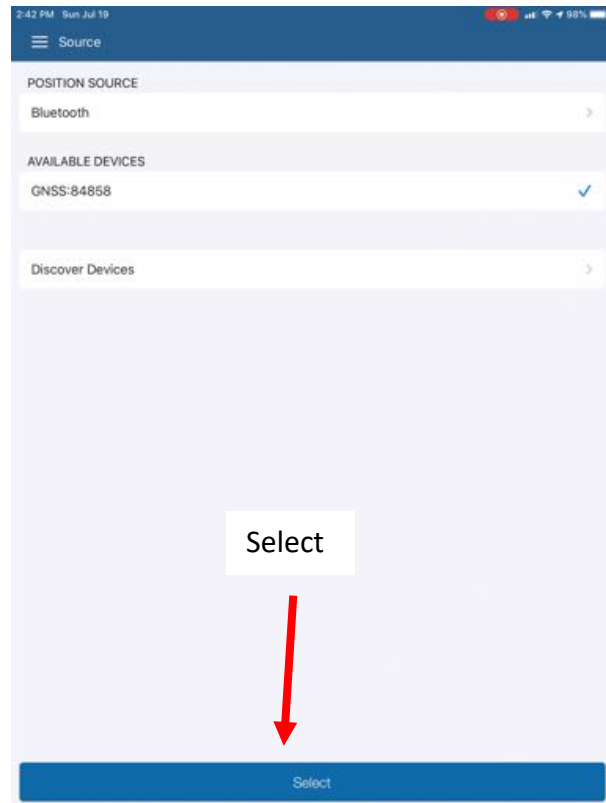 2:42 PM Sun Jul 19
98%
Source
POSITION SOURCE
Bluetooth
AVAILABLE DEVICES
GNSS:84858
Discover Devices
Select
Select